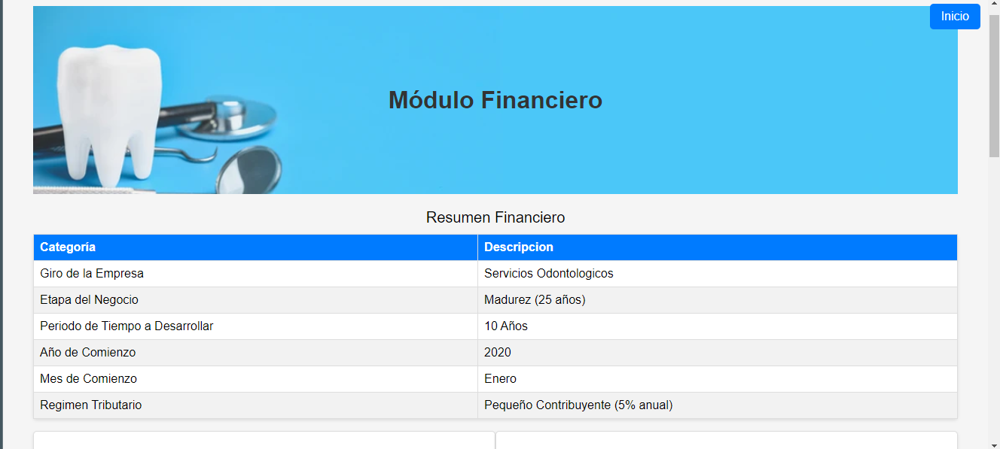 Inicio
Módulo Financiero
Resumen Financiero
Categoría Descripcion
Giro de la Empresa Servicios Odontologicos
Etapa del Negocio Madurez (25 años)
Periodo de Tiempo a Desarrollar 10 Años
Año de Comienzo 2020
Mes de Comienzo Enero
Regimen Tributario Pequeño Contribuyente (5% anual)